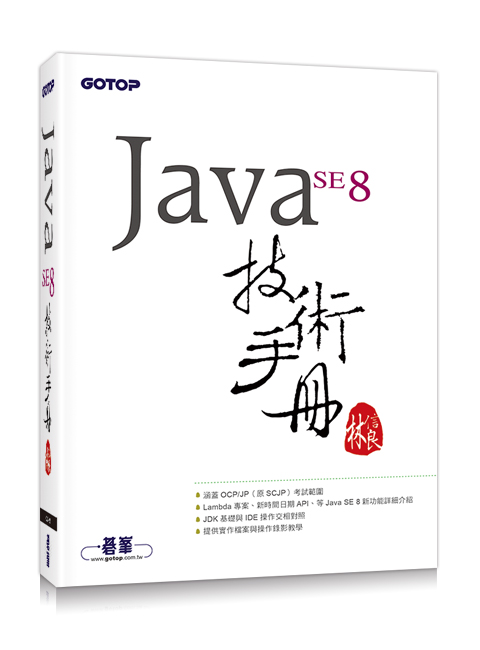 GOTOP
Java SE 8
技術
手冊
林信良
涵蓋 OCP/JP（原 SCJP）考試範圍
Lambda 專案、新時間日期 API、等 Java SE 8 新功能詳細介紹
JDK 基礎與 IDE 操作交相對照
提供實作檔案與操作錄影教學
碁峯
www.gotop.com.tw
Java SE8 技術手冊